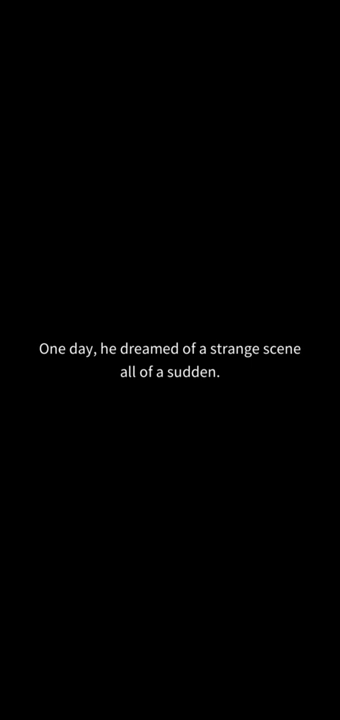 One day, he dreamed of a strange scene
all of a sudden.